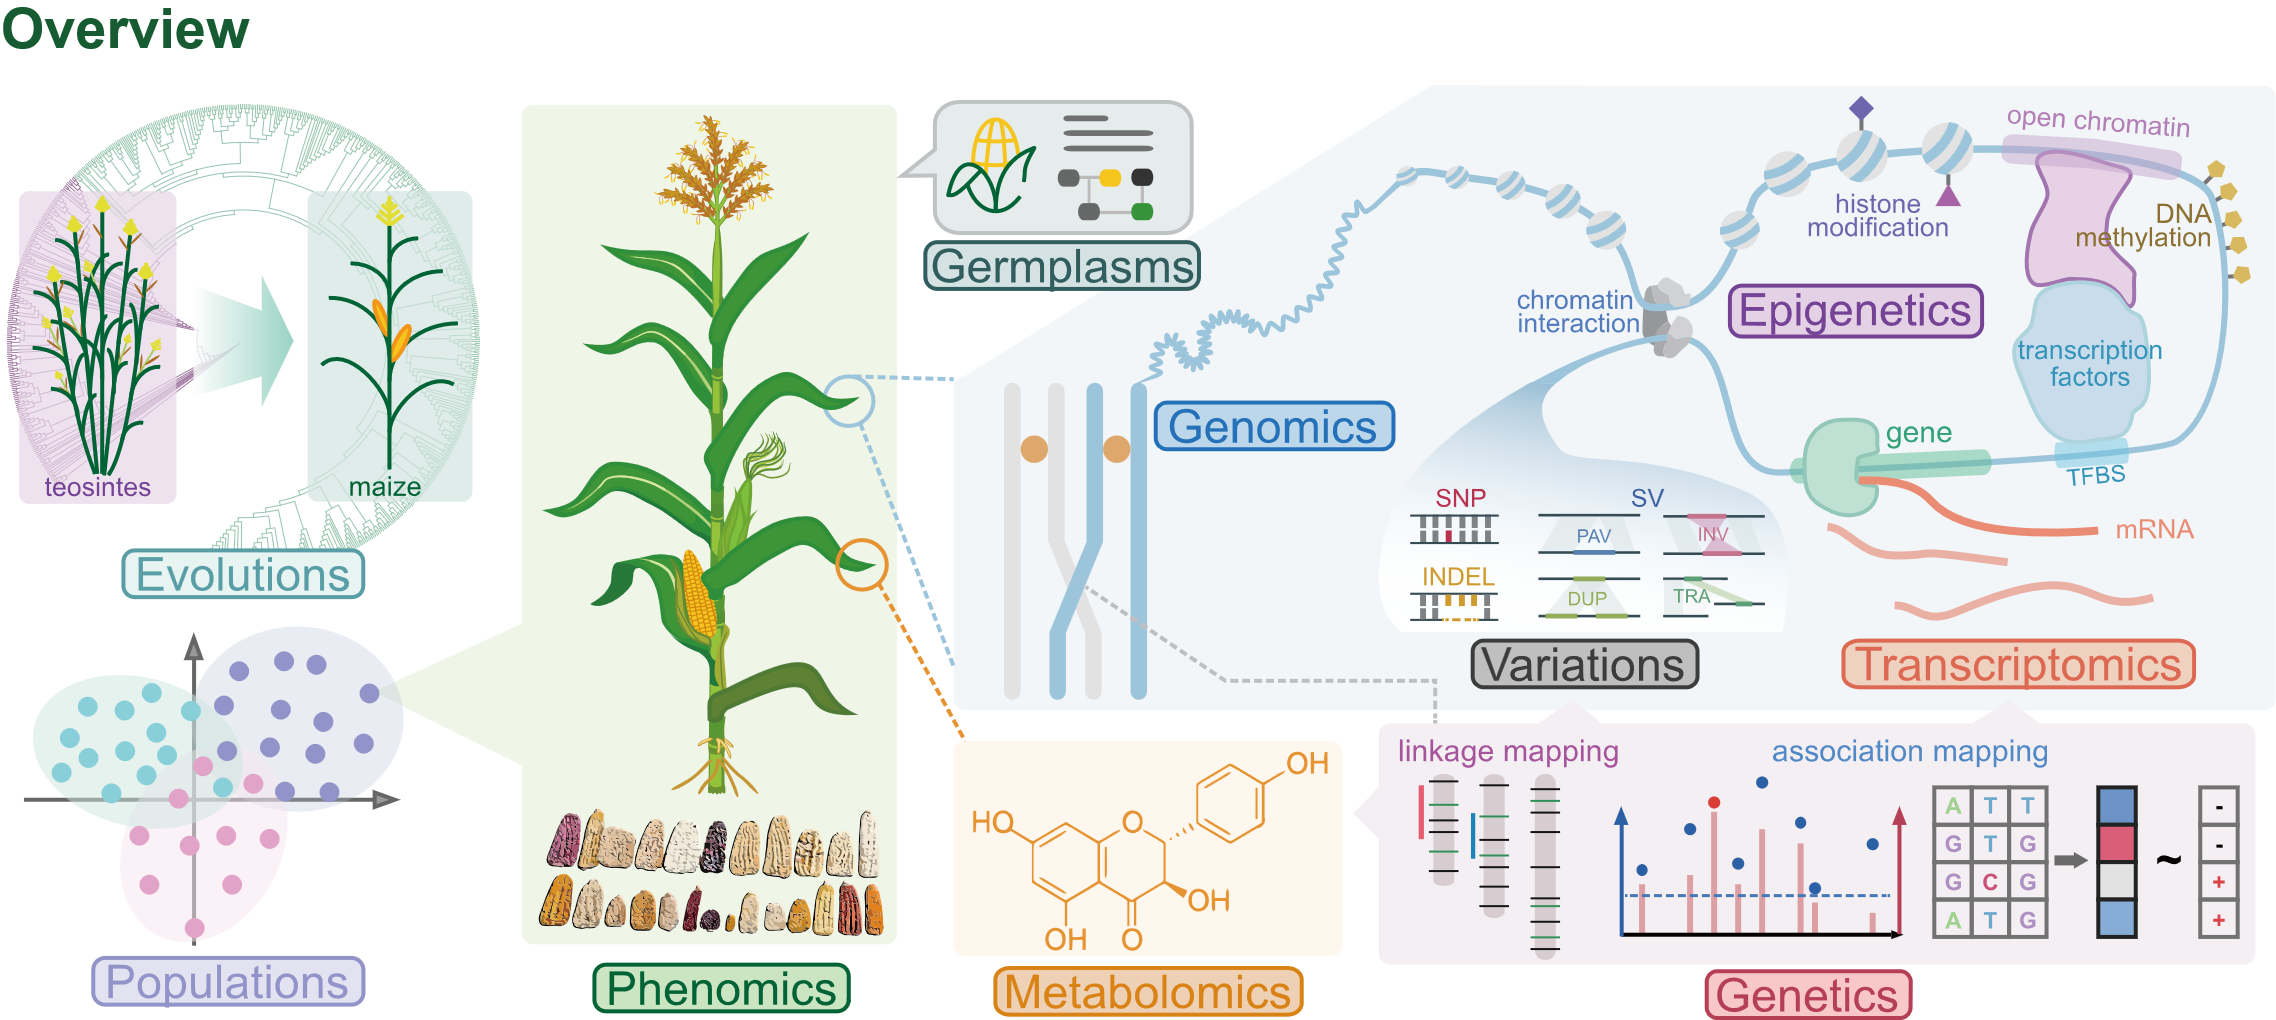 Overview
teosintes
maize
Evolutions
Populations
Phenomics
Germplasms
Genomics
chromatin
interaction
Epigenetics
histone
modification
open chromatin
DNA
methylation
transcription
factors
TFBS
gene
mRNA
Transcriptomics
SNP
SV
PAV
INV
INDEL
DUP
TRA
Variations
HO
OH
O
OH
OH
O
Metabolomics
linkage mapping
association mapping
A T T
G T G
G C G
A T G
~
-
-
+
+
Genetics